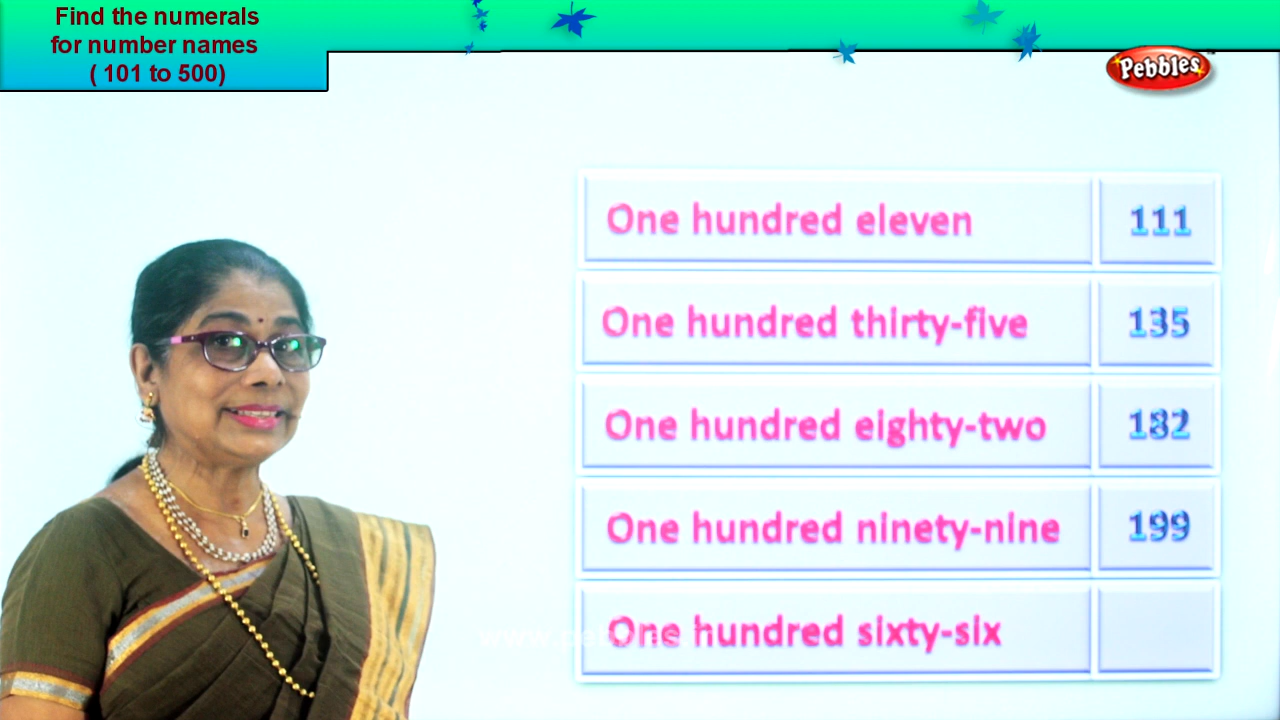 Find the numerals
for number names
( 101 to 500)
Pebbles
One hundred eleven 111
One hundred thirty-five 135
One hundred eighty-two 182
One hundred ninety-nine 199
One hundred sixty-six